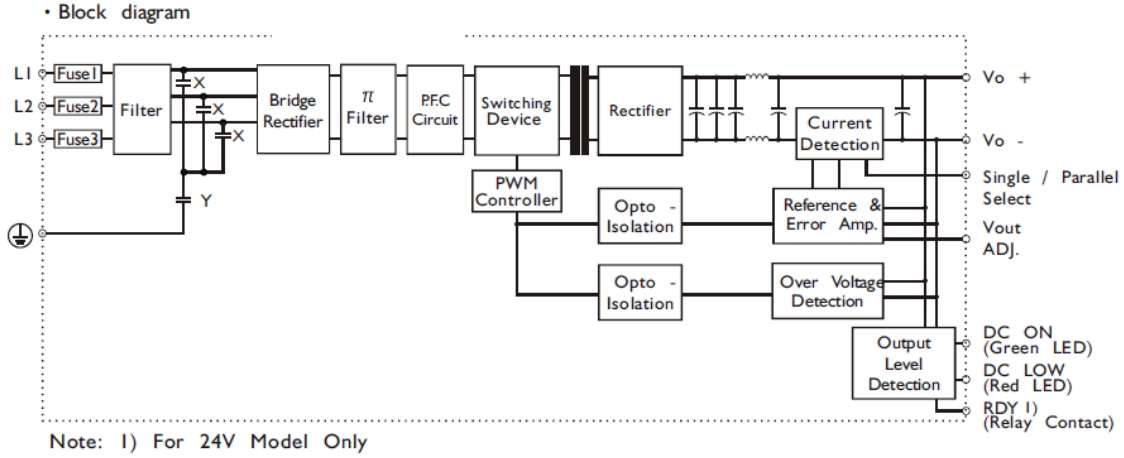 • Block diagram
L1
Fuse1
L2
Fuse2
L3
Fuse3
Filter
X
X
X
Y
Bridge
Rectifier
π
Filter
P.F.C
Circuit
Switching
Device
Rectifier
PWM
Controller
Current
Detection
Opto -
Isolation
Reference &
Error Amp.
Opto -
Isolation
Over Voltage
Detection
Output
Level
Detection
Vo +
Vo -
Single / Parallel
Select
Vout
ADJ.
DC ON
(Green LED)
DC LOW
(Red LED)
RDY 1)
(Relay Contact)
Note: 1) For 24V Model Only